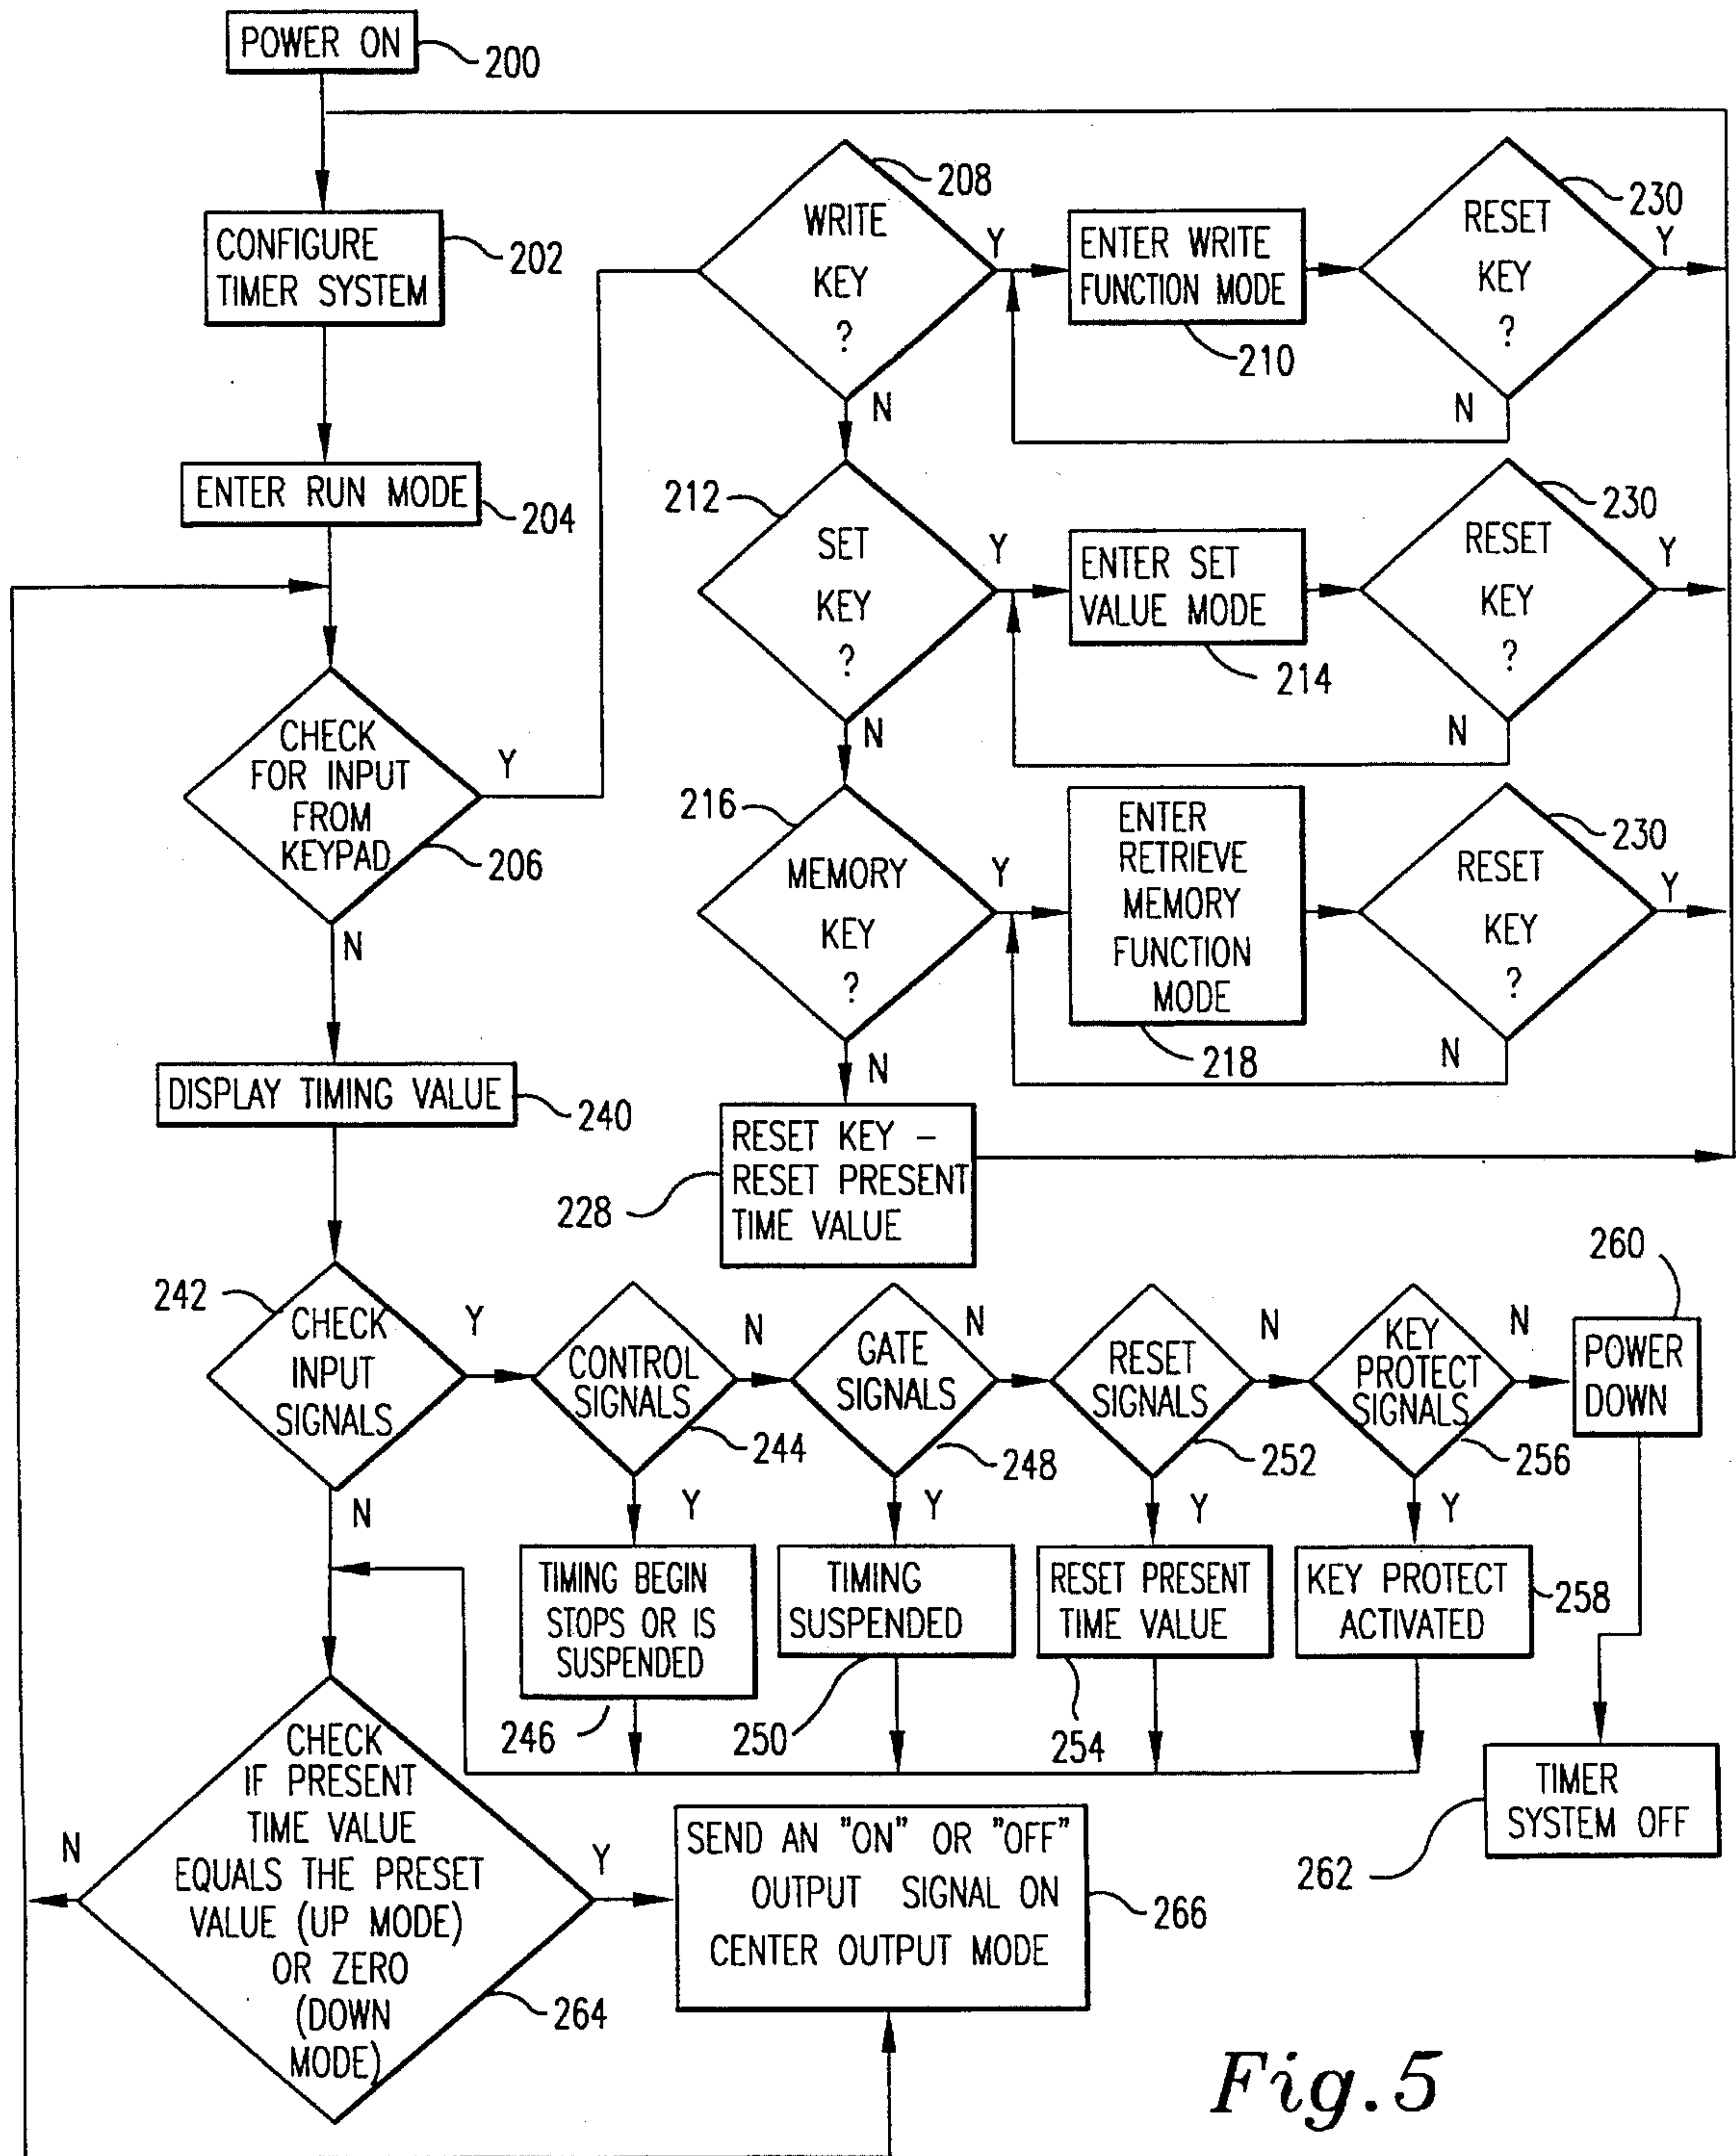 POWER ON
200
CONFIGURE
TIMER SYSTEM
202
ENTER RUN MODE
204
CHECK
FOR INPUT
FROM
KEYPAD
206
Y
N
WRITE
KEY
?
208
Y
N
ENTER WRITE
FUNCTION MODE
210
RESET
KEY
?
230
Y
N
212
SET
KEY
?
Y
N
ENTER SET
VALUE MODE
214
RESET
KEY
?
230
Y
N
216
MEMORY
KEY
?
Y
N
ENTER
RETRIEVE
MEMORY
FUNCTION
MODE
218
RESET
KEY
?
230
Y
N
RESET KEY –
RESET PRESENT
TIME VALUE
228
DISPLAY TIMING VALUE
240
242
CHECK
INPUT
SIGNALS
Y
N
CONTROL
SIGNALS
244
N
Y
TIMING BEGIN
STOPS OR IS
SUSPENDED
246
GATE
SIGNALS
248
N
Y
TIMING
SUSPENDED
250
RESET
SIGNALS
252
N
Y
RESET PRESENT
TIME VALUE
254
KEY
PROTECT
SIGNALS
256
N
Y
KEY PROTECT
ACTIVATED
258
260
POWER
DOWN
TIMER
SYSTEM OFF
262
CHECK
IF PRESENT
TIME VALUE
EQUALS THE PRESET
VALUE (UP MODE)
OR ZERO
(DOWN
MODE)
264
N
Y
SEND AN "ON" OR "OFF"
OUTPUT SIGNAL ON
CENTER OUTPUT MODE
266
Fig. 5